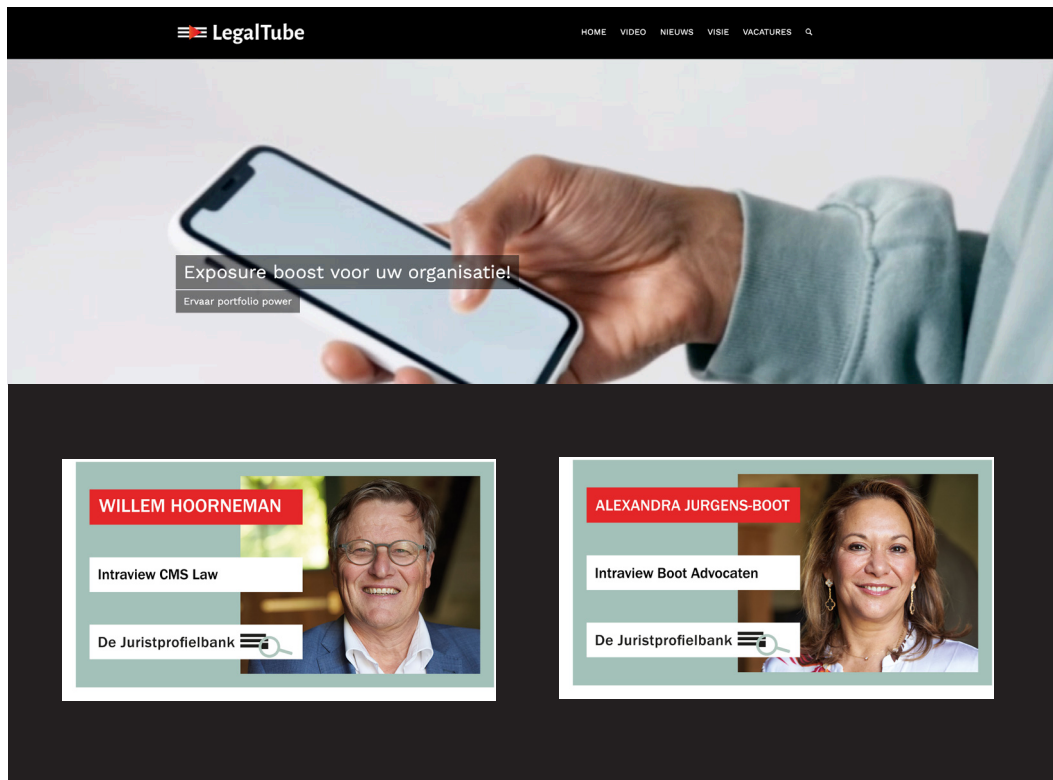 LegalTube
HOME VIDEO NIEUWS VISIE VACATURES
Exposure boost voor uw organisatie!
Ervaar portfolio power
WILLEM HOORNEMAN
Intraview CMS Law
De Juristprofielbank
ALEXANDRA JURGENS-BOOT
Intraview Boot Advocaten
De Juristprofielbank